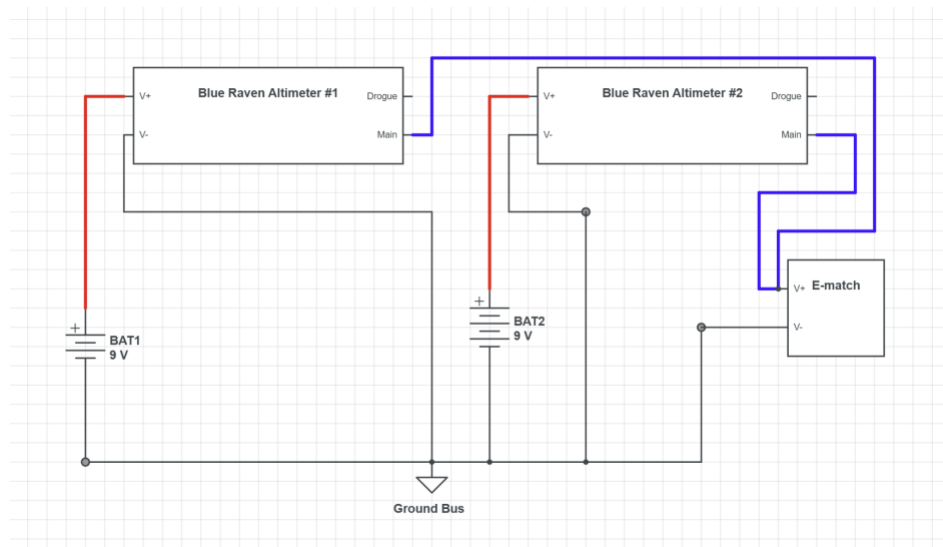 Blue Raven Altimeter #1
V+
Drogue
V-
Main
Blue Raven Altimeter #2
V+
Drogue
V-
Main
V+ E-match
V-
+
BAT1
9 V
+
BAT2
9 V
Ground Bus